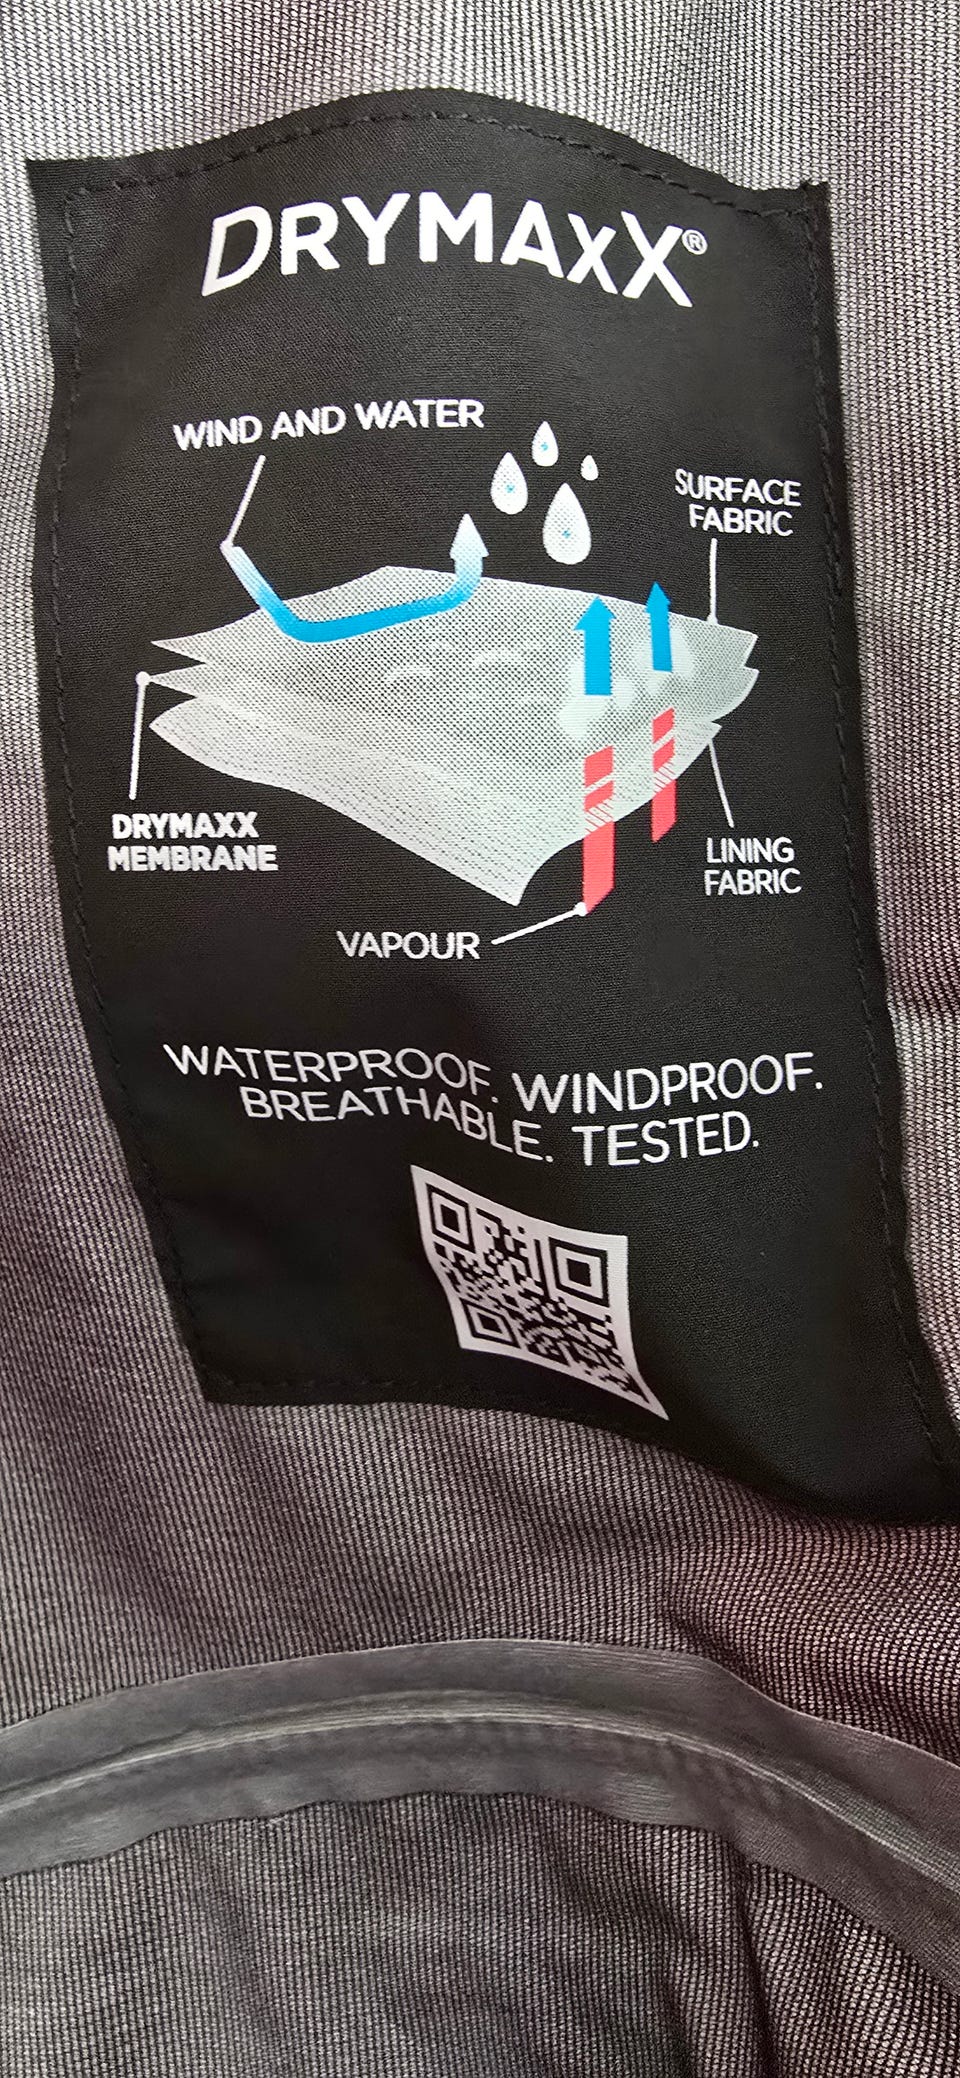 DRYMAXX®
WIND AND WATER
SURFACE
FABRIC
DRYMAXX
MEMBRANE
LINING
FABRIC
VAPOUR
WATERPROOF. WINDPROOF.
BREATHABLE. TESTED.